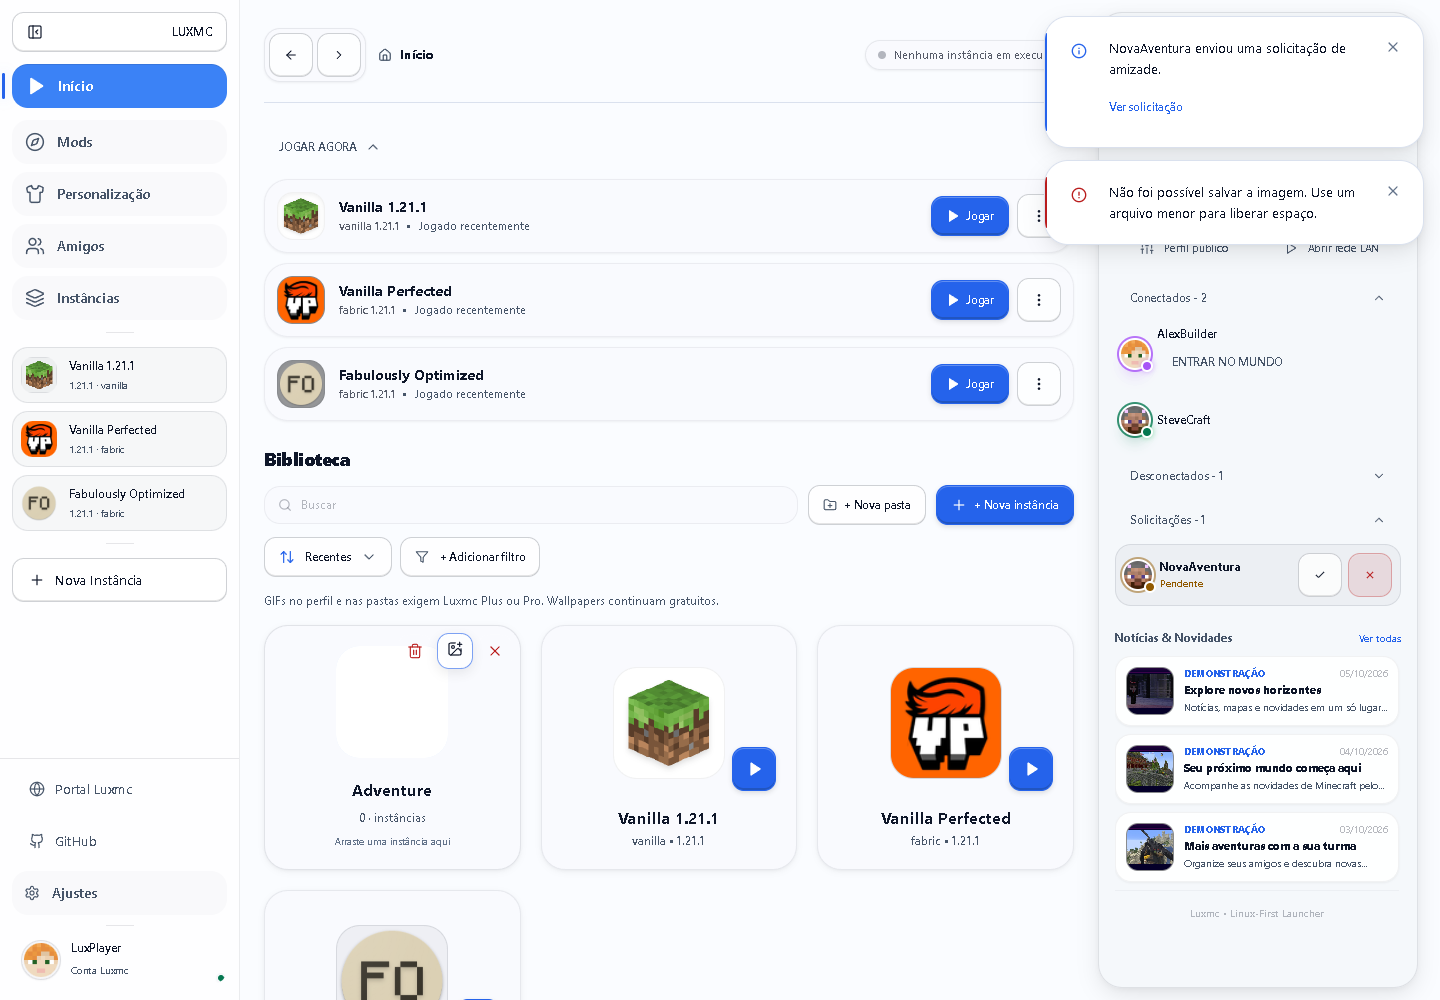 LUXMC
Início
Mods
Personalização
Amigos
Instâncias
Vanilla 1.21.1
1.21.1 · vanilla
Vanilla Perfected
1.21.1 · fabric
Fabulously Optimized
1.21.1 · fabric
Nova Instância
Portal Luxmc
GitHub
Ajustes
LuxPlayer
Conta Luxmc
Início
Nenhuma instância em execu
JOGAR AGORA
Vanilla 1.21.1
vanilla 1.21.1 • Jogado recentemente
Jogar
Vanilla Perfected
fabric 1.21.1 • Jogado recentemente
Jogar
Fabulously Optimized
fabric 1.21.1 • Jogado recentemente
Jogar
Biblioteca
Buscar
+ Nova pasta
+ Nova instância
Recentes
+ Adicionar filtro
GIFs no perfil e nas pastas exigem Luxmc Plus ou Pro. Wallpapers continuam gratuitos.
Adventure
0 · instâncias
Arraste uma instância aqui
Vanilla 1.21.1
vanilla • 1.21.1
VP
Vanilla Perfected
fabric • 1.21.1
FO
NovaAventura enviou uma solicitação de
amizade.
Ver solicitação
Não foi possível salvar a imagem. Use um
arquivo menor para liberar espaço.
Perfil público
Abrir rede LAN
Conectados - 2
AlexBuilder
ENTRAR NO MUNDO
SteveCraft
Desconectados - 1
Solicitações - 1
NovaAventura
Pendente
Notícias & Novidades
Ver todas
DEMONSTRAÇÃO 05/10/2026
Explore novos horizontes
Notícias, mapas e novidades em um só lugar...
DEMONSTRAÇÃO 04/10/2026
Seu próximo mundo começa aqui
Acompanhe as novidades de Minecraft pelo...
DEMONSTRAÇÃO 03/10/2026
Mais aventuras com a sua turma
Organize seus amigos e descubra novas...
Luxmc • Linux-First Launcher